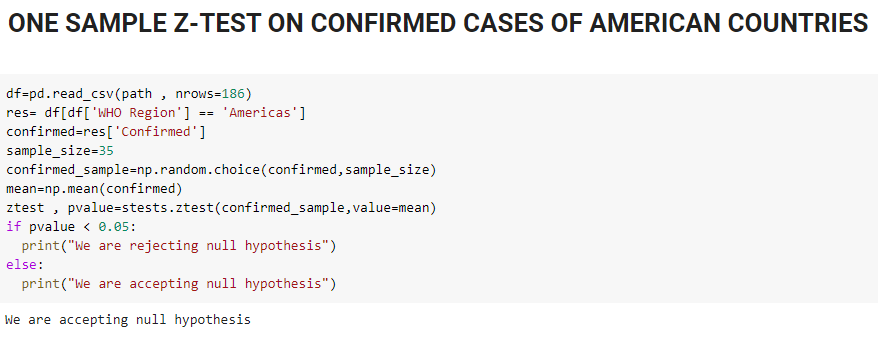 ONE SAMPLE Z-TEST ON CONFIRMED CASES OF AMERICAN COUNTRIES
df=pd.read_csv(path , nrows=186)
res= df[df['WHO Region'] == 'Americas']
confirmed=res['Confirmed']
sample_size=35
confirmed_sample=np.random.choice(confirmed,sample_size)
mean=np.mean(confirmed)
ztest , pvalue=stests.ztest(confirmed_sample,value=mean)
if pvalue < 0.05:
  print("We are rejecting null hypothesis")
else:
  print("We are accepting null hypothesis")
We are accepting null hypothesis